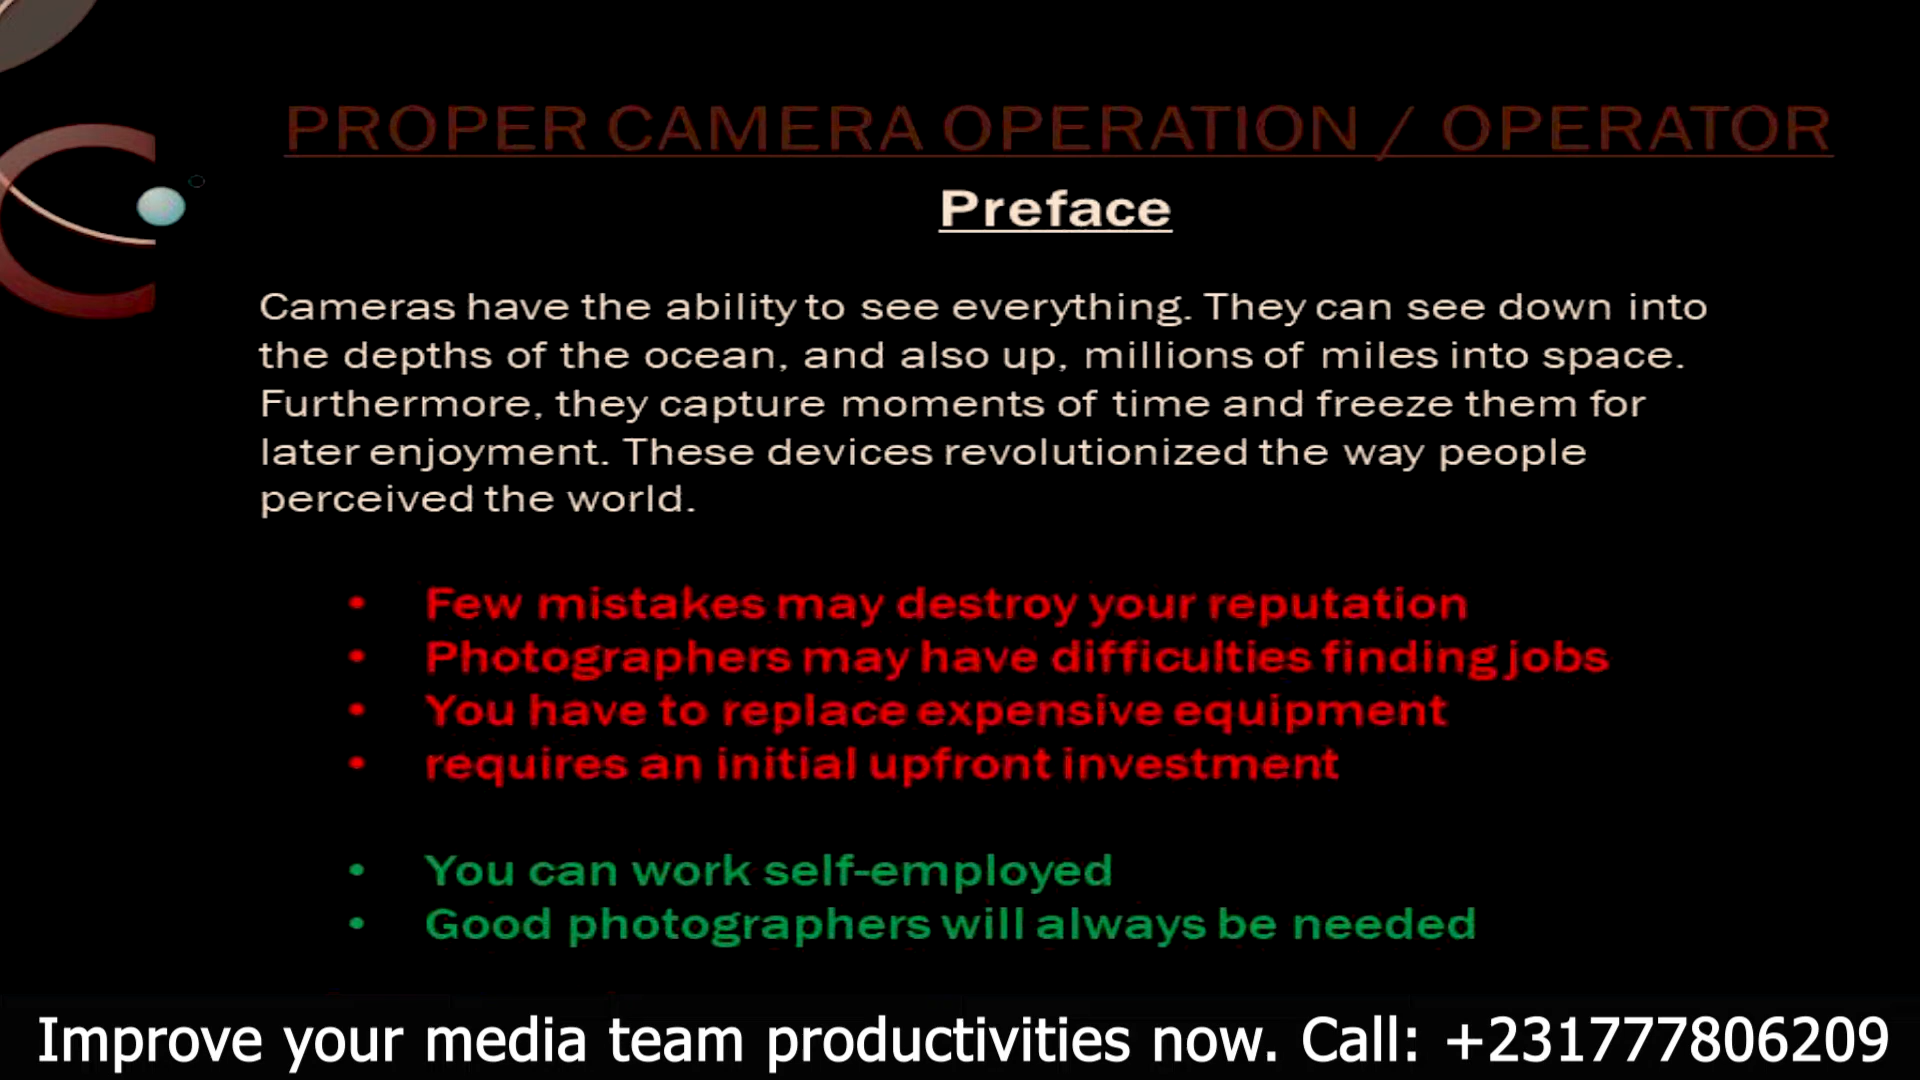 PROPER CAMERA OPERATION / OPERATOR
Preface
Cameras have the ability to see everything. They can see down into
the depths of the ocean, and also up, millions of miles into space.
Furthermore, they capture moments of time and freeze them for
later enjoyment. These devices revolutionized the way people
perceived the world.
• Few mistakes may destroy your reputation
• Photographers may have difficulties finding jobs
• You have to replace expensive equipment
• requires an initial upfront investment
• You can work self-employed
• Good photographers will always be needed
Improve your media team productivities now. Call: +231777806209